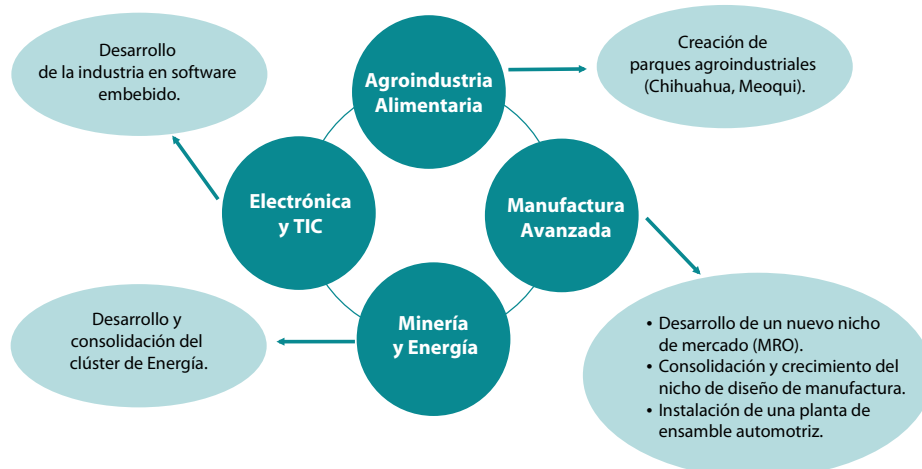 Desarrollo
de la industria en software
embebido.
Agroindustria
Alimentaria
Creación de
parques agroindustriales
(Chihuahua, Meoqui).
Electrónica
y TIC
Manufactura
Avanzada
Desarrollo y
consolidación del
clúster de Energía.
Minería
y Energía
• Desarrollo de un nuevo nicho
de mercado (MRO).
• Consolidación y crecimiento del
nicho de diseño de manufactura.
• Instalación de una planta de
ensamble automotriz.